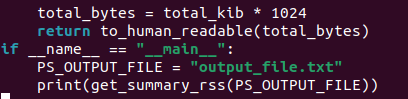 total_bytes = total_kib * 1024
    return to_human_readable(total_bytes)
if __name__ == "__main__":
    PS_OUTPUT_FILE = "output_file.txt"
    print(get_summary_rss(PS_OUTPUT_FILE))